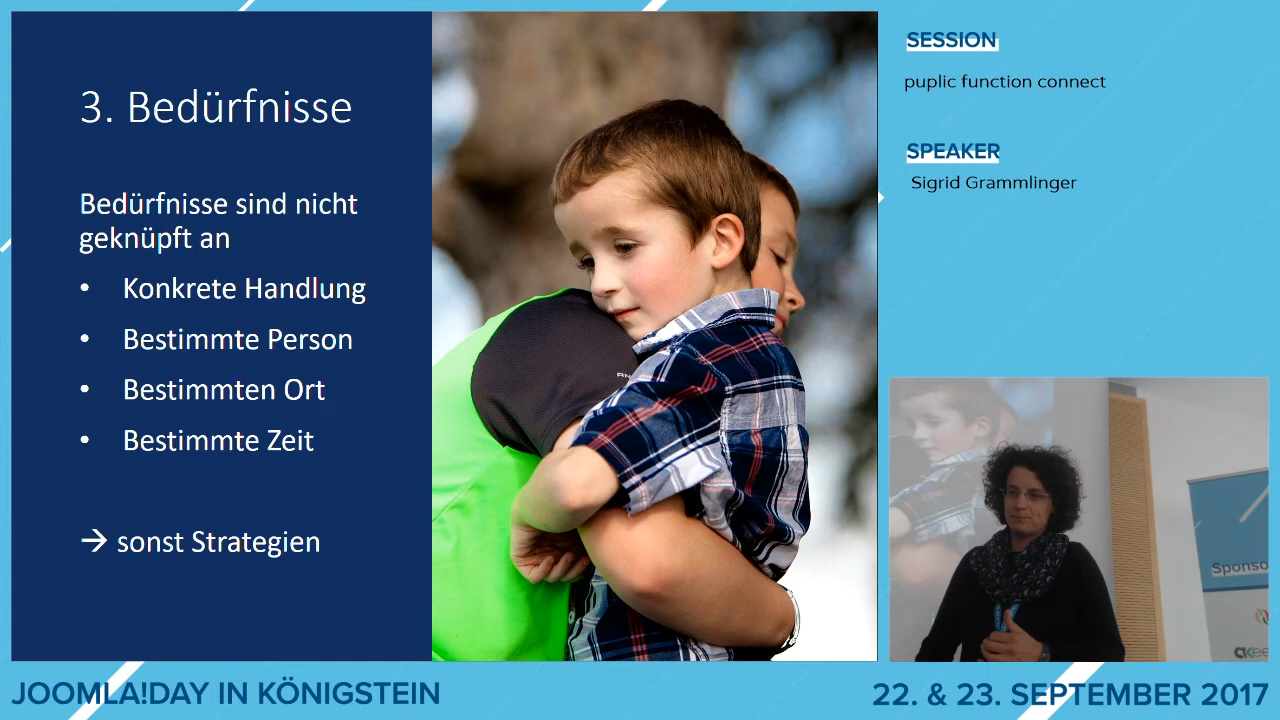 3. Bedürfnisse
Bedürfnisse sind nicht
geknüpft an
• Konkrete Handlung
• Bestimmte Person
• Bestimmten Ort
• Bestimmte Zeit
→ sonst Strategien
SESSION
puplic function connect
SPEAKER
Sigrid Grammlinger
Sponso
JOOMLA!DAY IN KÖNIGSTEIN
22. & 23. SEPTEMBER 2017